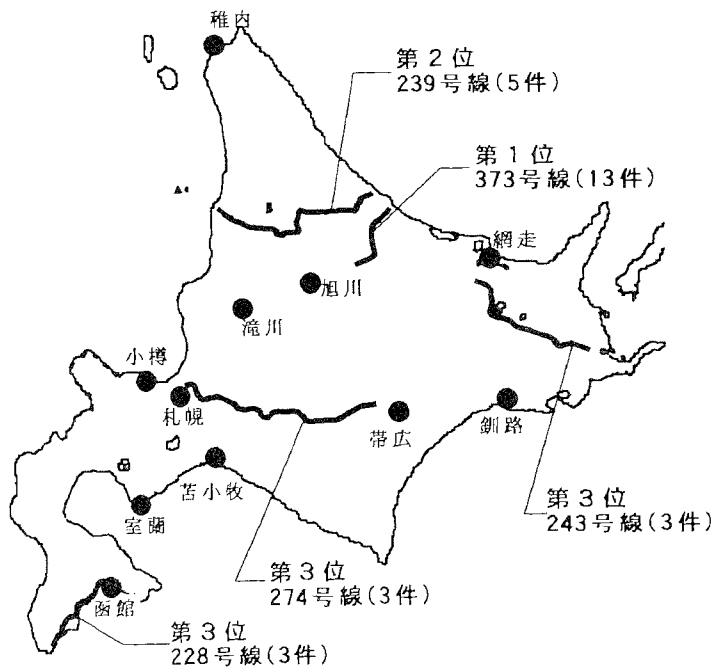 稚内
第2位
239号線(5件)
第1位
373号線(13件)
網走
旭川
滝川
小樽
札幌
帯広
釧路
苫小牧
室蘭
第3位
243号線(3件)
第3位
274号線(3件)
函館
第3位
228号線(3件)